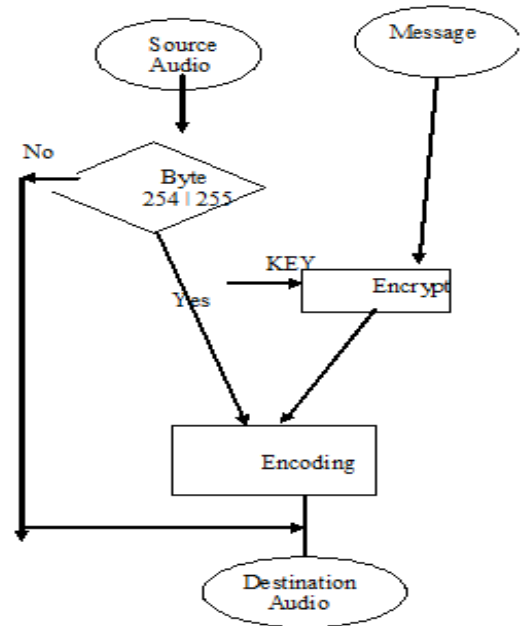 Source
Audio
Message
No
Byte
254 | 255
KEY
Encrypt
Yes
Encoding
Destination
Audio